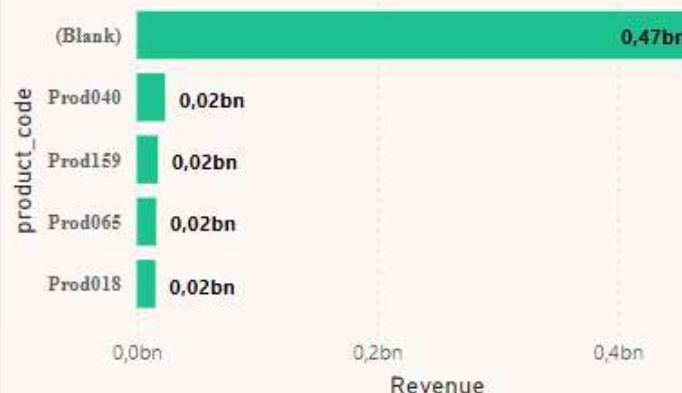 (Blank) 0,47bn
Prod040 0,02bn
Prod159 0,02bn
product_code
Prod065 0,02bn
Prod018 0,02bn
0,0bn 0,2bn 0,4bn
Revenue